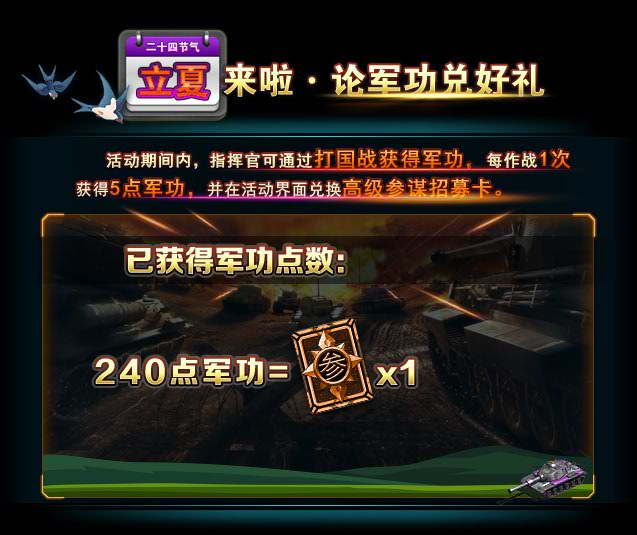 二十四节气
立夏 来啦·论军功兑好礼
活动期间内，指挥官可通过打国战获得军功，每作战1次
获得5点军功，并在活动界面兑换高级参谋招募卡。
已获得军功点数:
240点军功= 参 x1